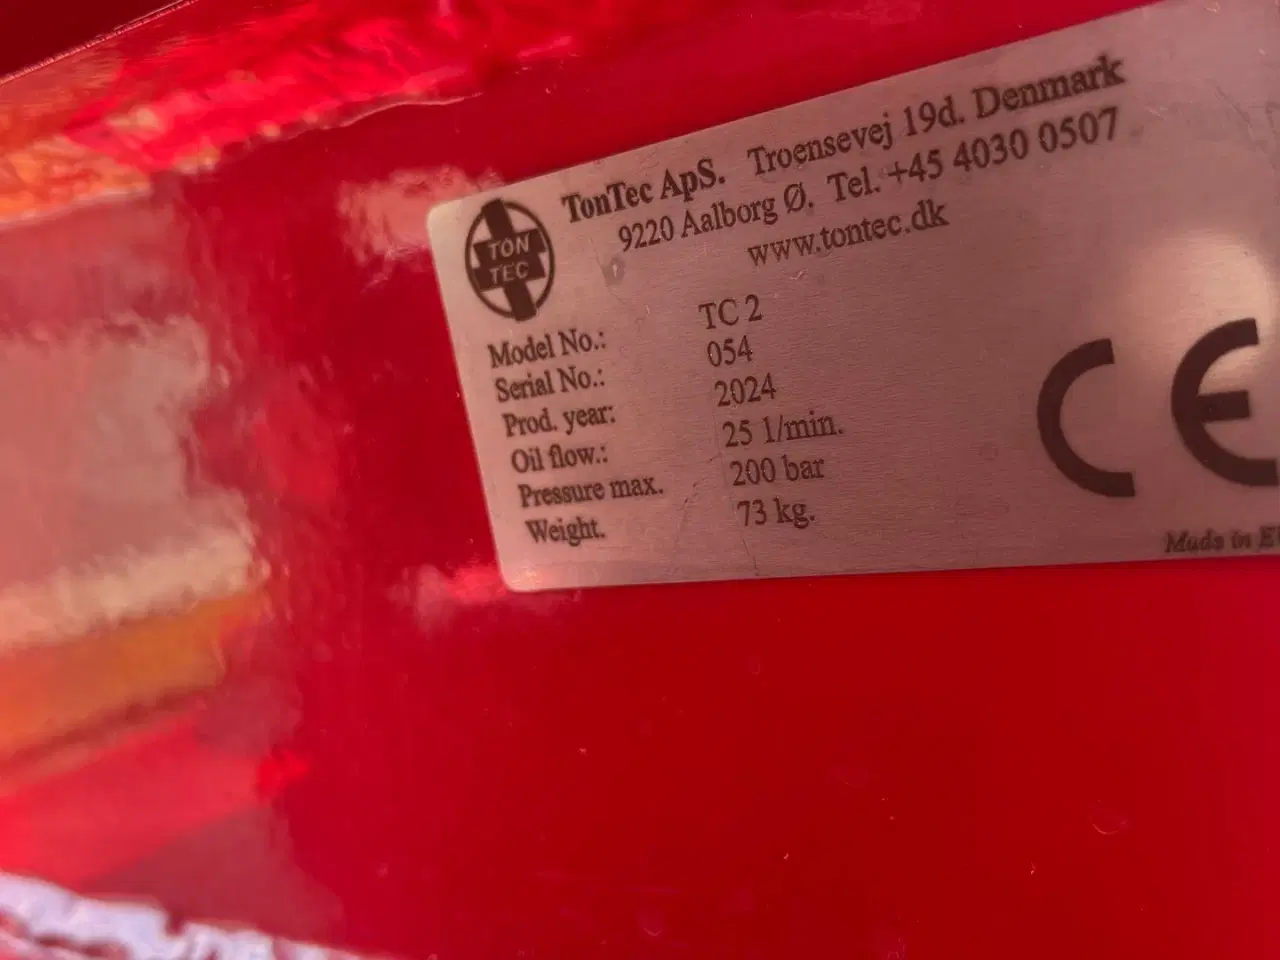 TON
TEC
TonTec ApS. Troensevej 19d. Denmark
9220 Aalborg Ø. Tel. +45 4030 0507
www.tontec.dk
Model No.: TC 2
Serial No.: 054
Prod. year: 2024
Oil flow.: 25 l/min.
Pressure max. 200 bar
Weight. 73 kg.
CE
Made in